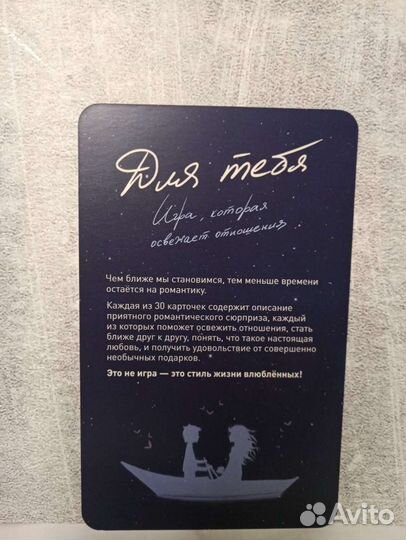 Для тебя
Игра, которая
освежает отношения
Чем ближе мы становимся, тем меньше времени
остаётся на романтику.
Каждая из 30 карточек содержит описание
приятного романтического сюрприза, каждый
из которых поможет освежить отношения, стать
ближе друг к другу, понять, что такое настоящая
любовь, и получить удовольствие от совершенно
необычных подарков.
Это не игра — это стиль жизни влюблённых!
Avito